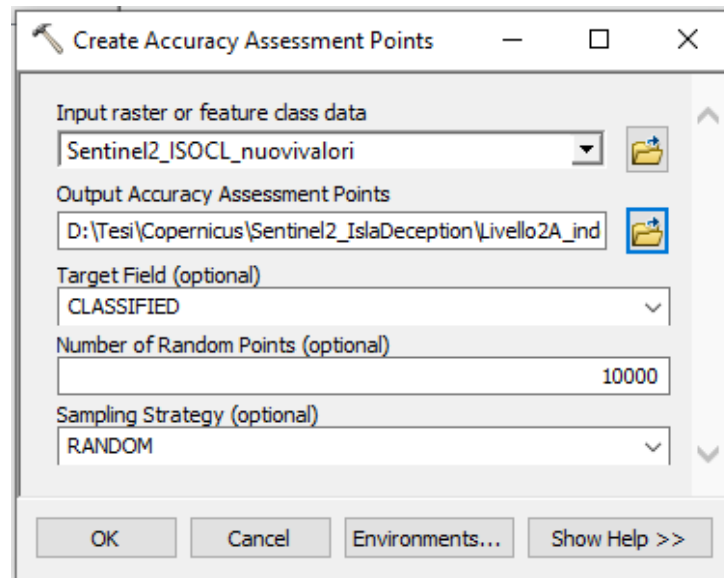 Create Accuracy Assessment Points
Input raster or feature class data
Sentinel2_ISOCL_nuovivalori
Output Accuracy Assessment Points
D:\Tesi\Copernicus\Sentinel2_IslaDeception\Livello2A_ind
Target Field (optional)
CLASSIFIED
Number of Random Points (optional)
10000
Sampling Strategy (optional)
RANDOM
OK Cancel Environments... Show Help >>